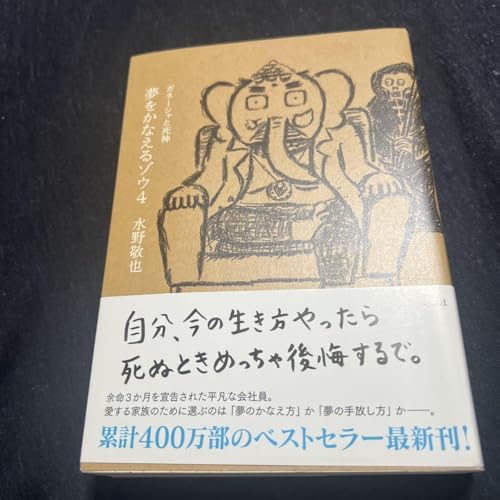 ガネーシャと死神
夢をかなえるゾウ4
水野敬也
自分、今の生き方やったら
死ぬときめっちゃ後悔するで。
余命3か月を宣告された平凡な会社員。
愛する家族のために選ぶのは「夢のかなえ方」か「夢の手放し方」か――。
累計400万部のベストセラー最新刊!